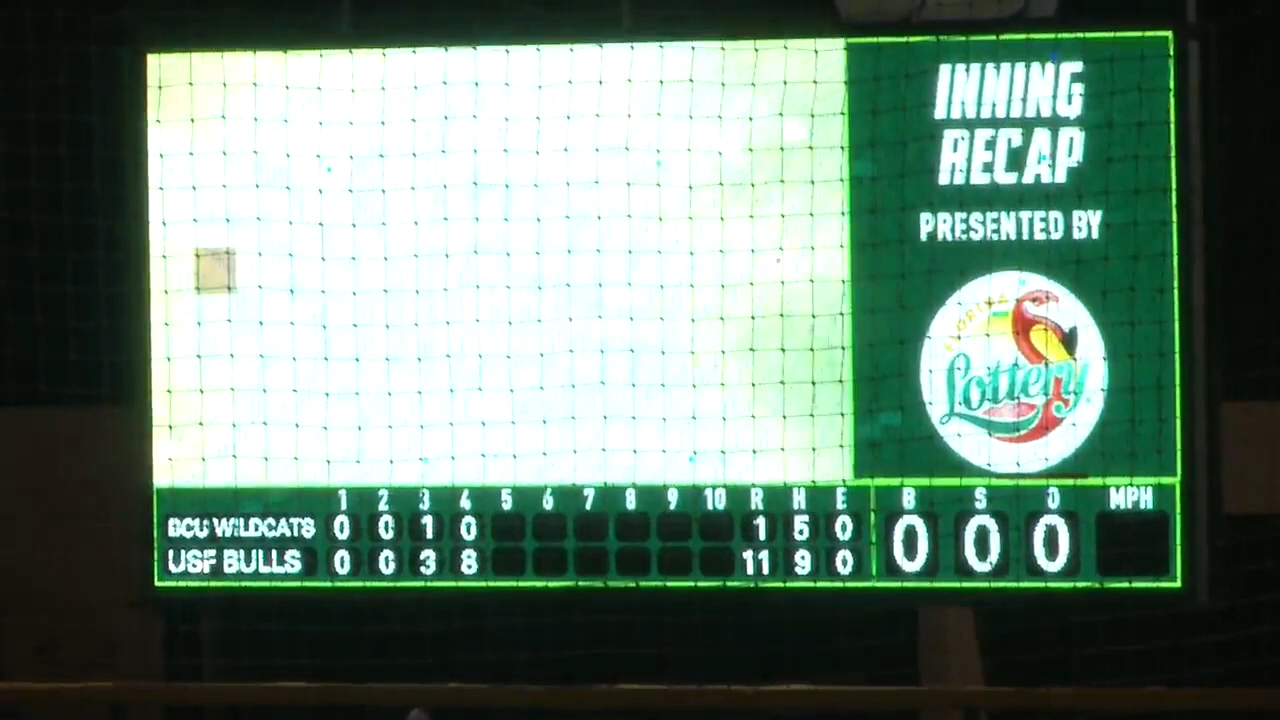 INNING
RECAP
PRESENTED BY
FLORIDA
Lottery
1 2 3 4 5 6 7 8 9 10 R H E B S O MPH
BCU WILDCATS 0 0 1 0 1 5 0 0 0 0
USF BULLS 0 0 3 8 11 9 0